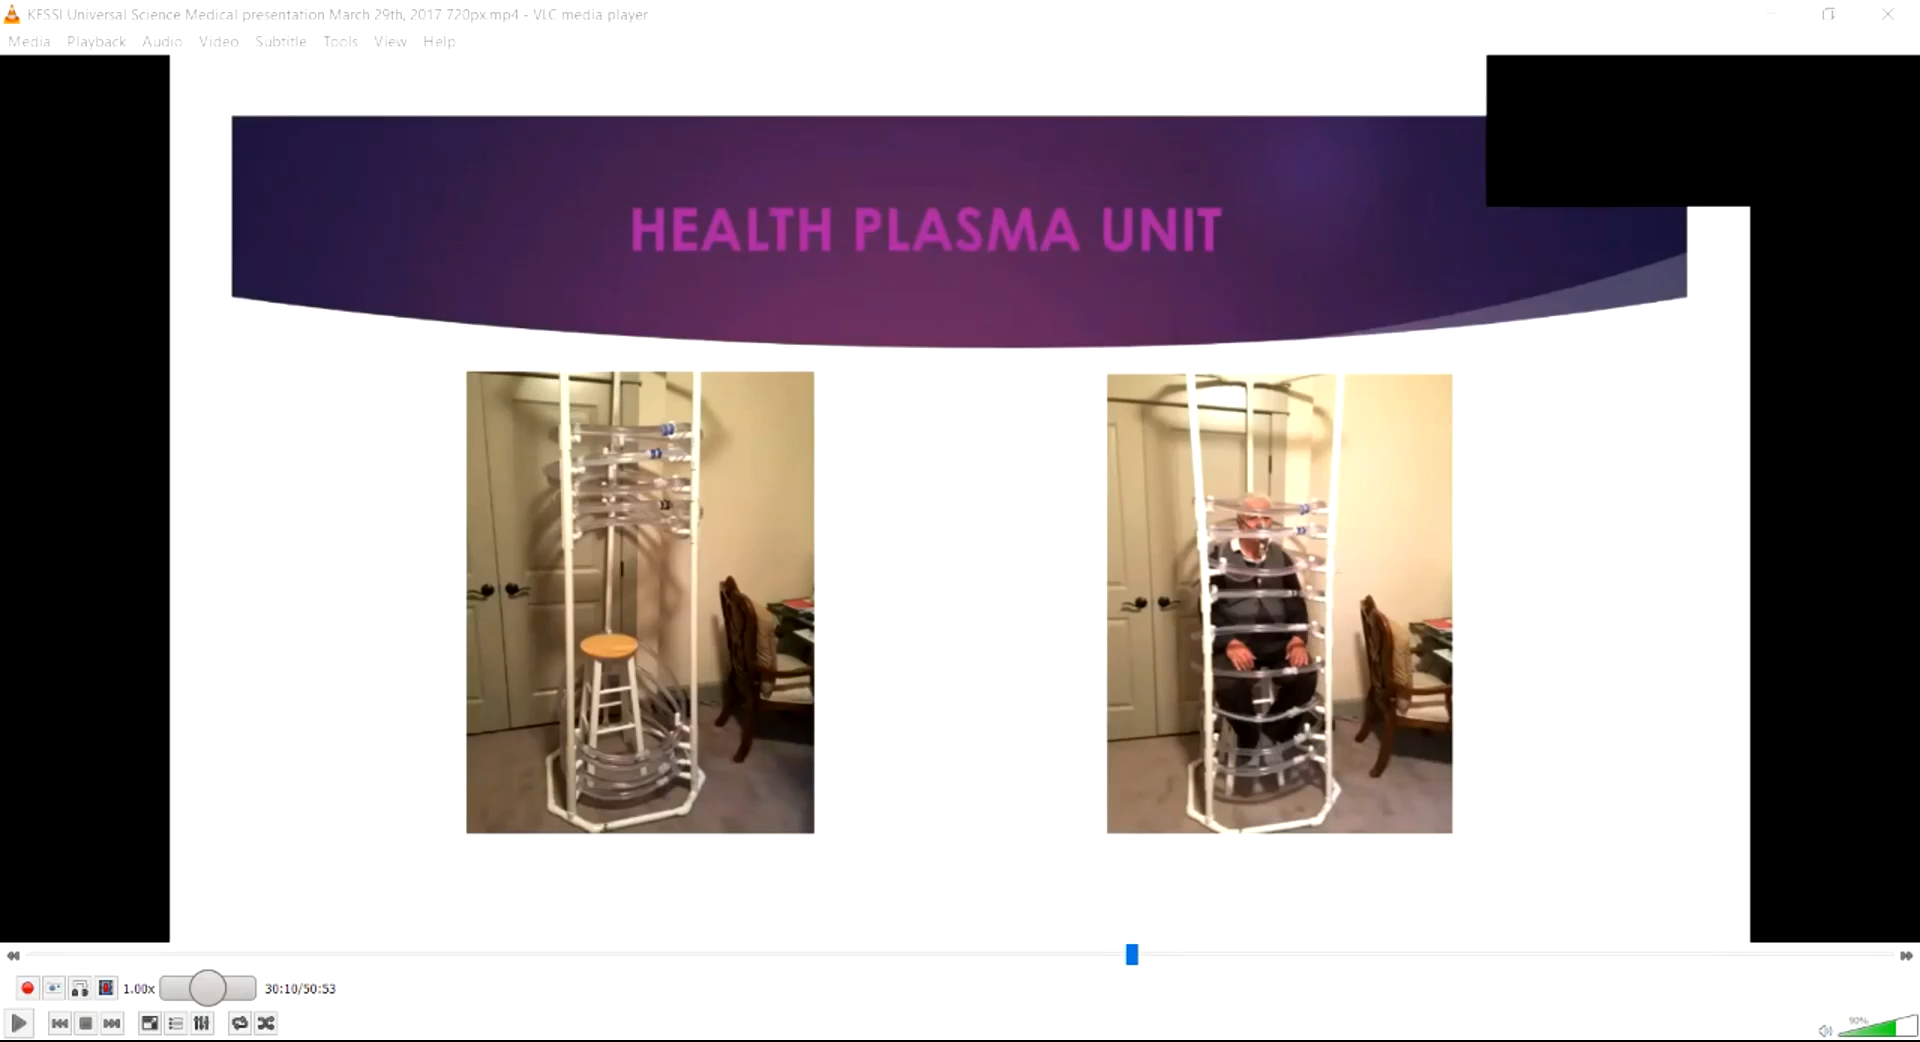 KFSSI Universal Science Medical presentation March 29th, 2017 720px.mp4 - VLC media player
Media Playback Audio Video Subtitle Tools View Help
HEALTH PLASMA UNIT
1.00x
30:10/50:53
90%